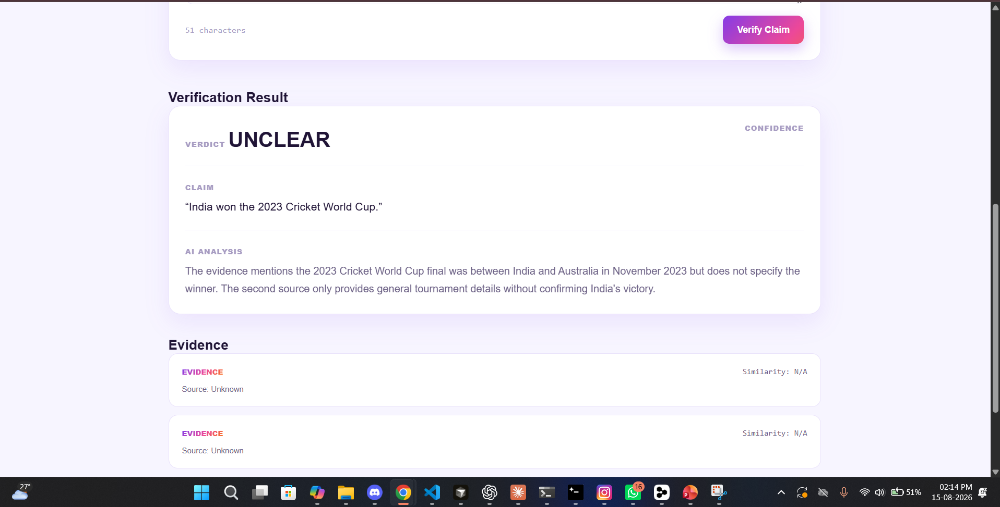 51 characters
Verify Claim
Verification Result
CONFIDENCE
VERDICT UNCLEAR
CLAIM
“India won the 2023 Cricket World Cup.”
AI ANALYSIS
The evidence mentions the 2023 Cricket World Cup final was between India and Australia in November 2023 but does not specify the
winner. The second source only provides general tournament details without confirming India's victory.
Evidence
EVIDENCE Similarity: N/A
Source: Unknown
EVIDENCE Similarity: N/A
Source: Unknown
27°
16
51%
02:14 PM
15-08-2026